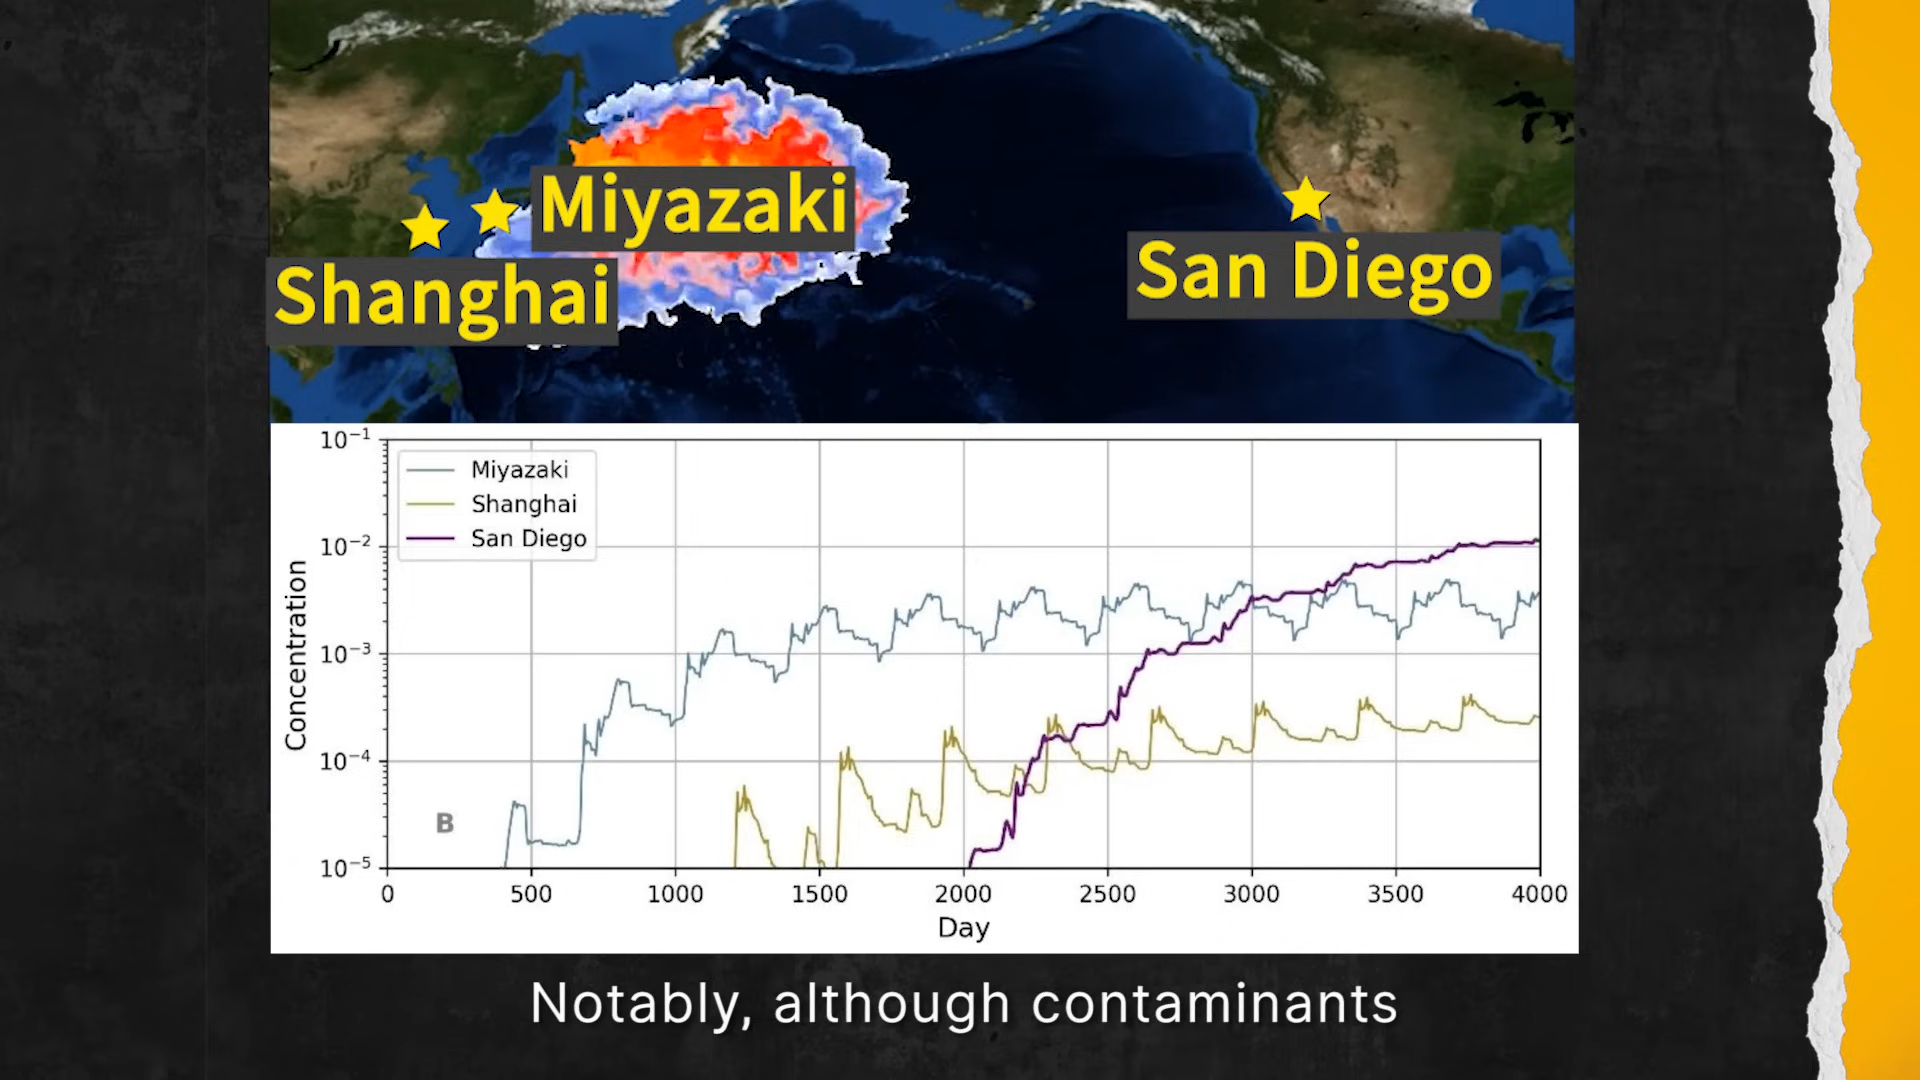 Miyazaki
Shanghai
San Diego
10−1
10−2
10−3
10−4
10−5
Concentration
Miyazaki
Shanghai
San Diego
B
0 500 1000 1500 2000 2500 3000 3500 4000
Day
Notably, although contaminants